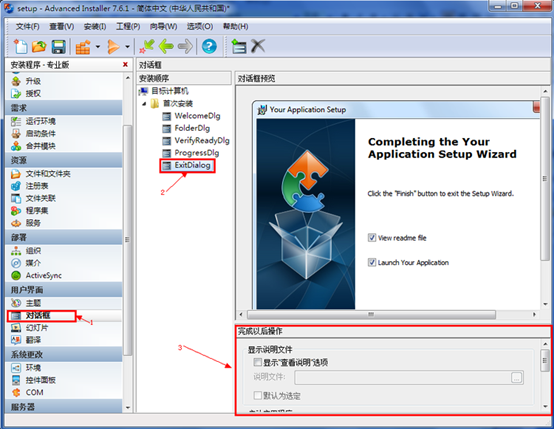 setup - Advanced Installer 7.6.1 - 简体中文 (中华人民共和国)*
文件(F) 查看(V) 安装(I) 工程(P) 向导(W) 选项(O) 帮助(H)
安装程序 - 专业版
升级
授权
需求
运行环境
启动条件
合并模块
资源
文件和文件夹
注册表
文件关联
程序集
服务
部署
组织
媒介
ActiveSync
用户界面
主题
对话框
幻灯片
翻译
系统更改
环境
控件面板
COM
服务器
1
对话框
安装顺序
目标计算机
首次安装
WelcomeDlg
FolderDlg
VerifyReadyDlg
ProgressDlg
ExitDialog
2
3
对话框预览
Your Application Setup
Completing the Your
Application Setup Wizard
Click the "Finish" button to exit the Setup Wizard.
View readme file
Launch Your Application
完成以后操作
显示说明文件
显示"查看说明"选项
说明文件:
...
默认为选定